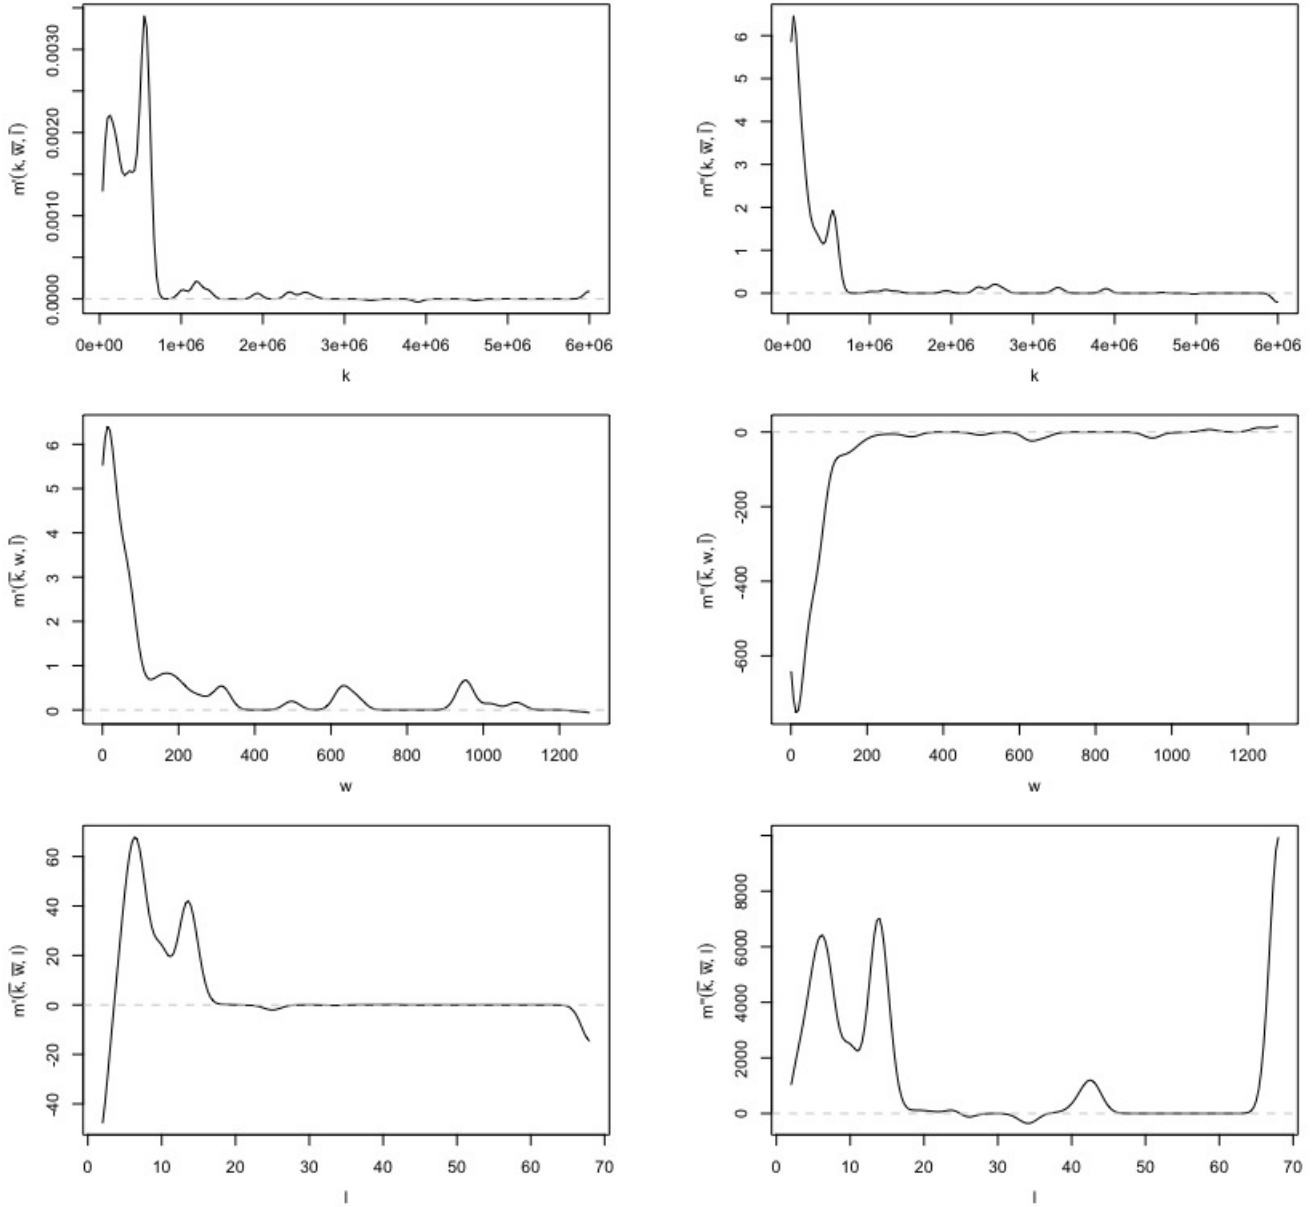 m'(k, w̅, l̅)
0.0000 0.0010 0.0020 0.0030
0e+00 1e+06 2e+06 3e+06 4e+06 5e+06 6e+06
k
m''(k, w̅, l̅)
0 1 2 3 4 5 6
0e+00 1e+06 2e+06 3e+06 4e+06 5e+06 6e+06
k
m'(k̅, w, l̅)
0 1 2 3 4 5 6
0 200 400 600 800 1000 1200
w
m''(k̅, w, l̅)
-600 -400 -200 0
0 200 400 600 800 1000 1200
w
m'(k̅, w̅, l)
-40 -20 0 20 40 60
0 10 20 30 40 50 60 70
l
m''(k̅, w̅, l)
0 2000 4000 6000 8000
0 10 20 30 40 50 60 70
l